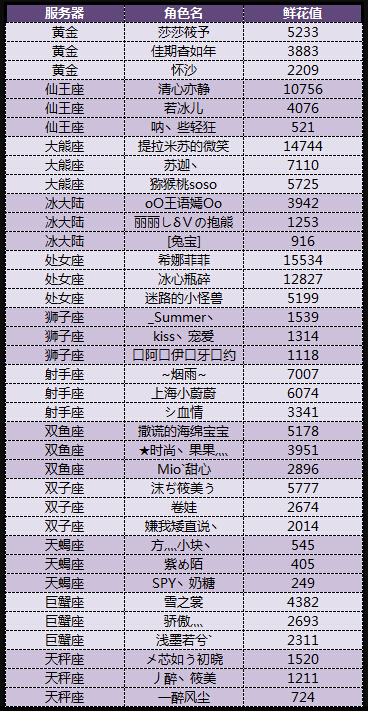 服务器 角色名 鲜花值
黄金 莎莎筱予 5233
黄金 佳期杳如年 3883
黄金 怀沙 2209
仙王座 清心亦静 10756
仙王座 若冰儿 4076
仙王座 呐丶些轻狂 521
大熊座 提拉米苏的微笑 14744
大熊座 苏迦丶 7110
大熊座 猕猴桃soso 5725
冰大陆 oO王语嫣Oo 3942
冰大陆 丽丽しδVの抱熊 1253
冰大陆 [兔宝] 916
处女座 希娜菲菲 15534
处女座 冰心瓶碎 12827
处女座 迷路的小怪兽 5199
狮子座 _Summer丶 1539
狮子座 kiss丶宠爱 1314
狮子座 囗阿囗伊囗牙囗约 1118
射手座 ~烟雨~ 7007
射手座 上海小蔚蔚 6074
射手座 シ血情 3341
双鱼座 撒谎的海绵宝宝 5178
双鱼座 ★时尚丶果果灬 3951
双鱼座 Mio`甜心 2896
双子座 沫ぢ筱美う 5777
双子座 卷娃 2674
双子座 嫌我矮直说丶 2014
天蝎座 方灬小块丶 545
天蝎座 紫め陌 405
天蝎座 SPY丶奶糖 249
巨蟹座 雪之裳 4382
巨蟹座 骄傲灬 2693
巨蟹座 浅墨若兮` 2311
天秤座 メ芯如う初晓 1520
天秤座 丿醉丶筱美 1211
天秤座 一醉风尘 724